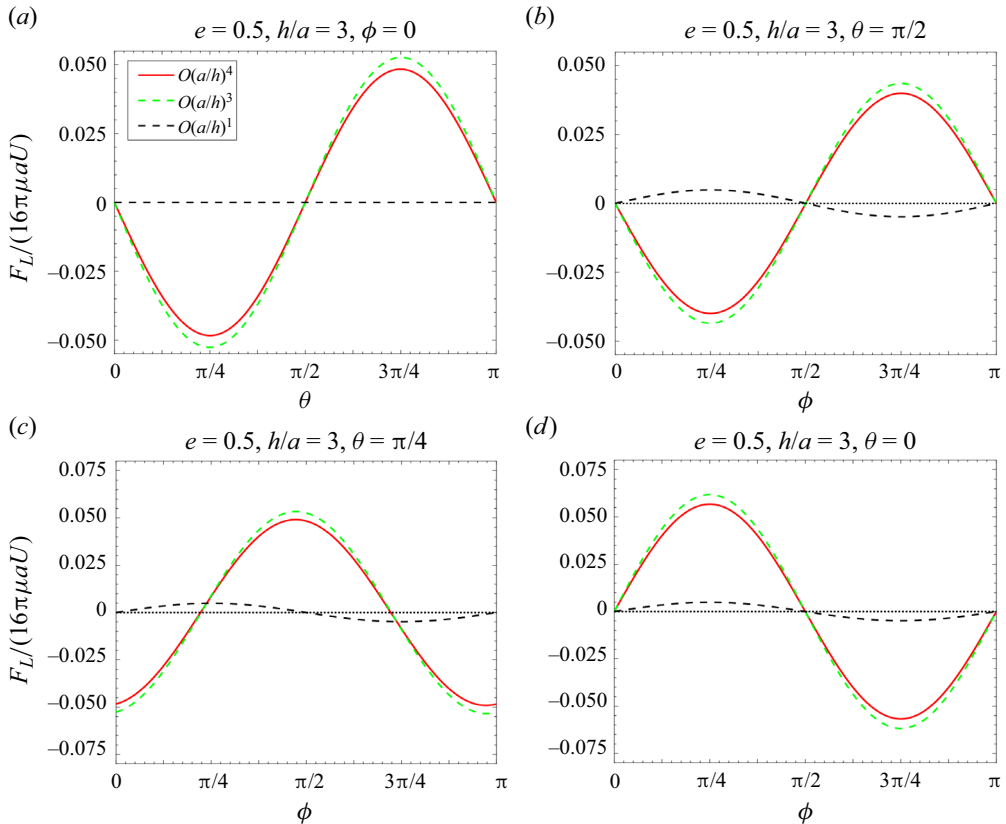 (a)
e = 0.5, h/a = 3, ϕ = 0
O(a/h)⁴
O(a/h)³
O(a/h)¹
0.050
0.025
0
–0.025
–0.050
F_L/(16πμaU)
0 π/4 π/2 3π/4 π
θ
(b)
e = 0.5, h/a = 3, θ = π/2
0.050
0.025
0
–0.025
–0.050
0 π/4 π/2 3π/4 π
ϕ
(c)
e = 0.5, h/a = 3, θ = π/4
0.075
0.050
0.025
0
–0.025
–0.050
–0.075
F_L/(16πμaU)
0 π/4 π/2 3π/4 π
ϕ
(d)
e = 0.5, h/a = 3, θ = 0
0.075
0.050
0.025
0
–0.025
–0.050
–0.075
0 π/4 π/2 3π/4 π
ϕ